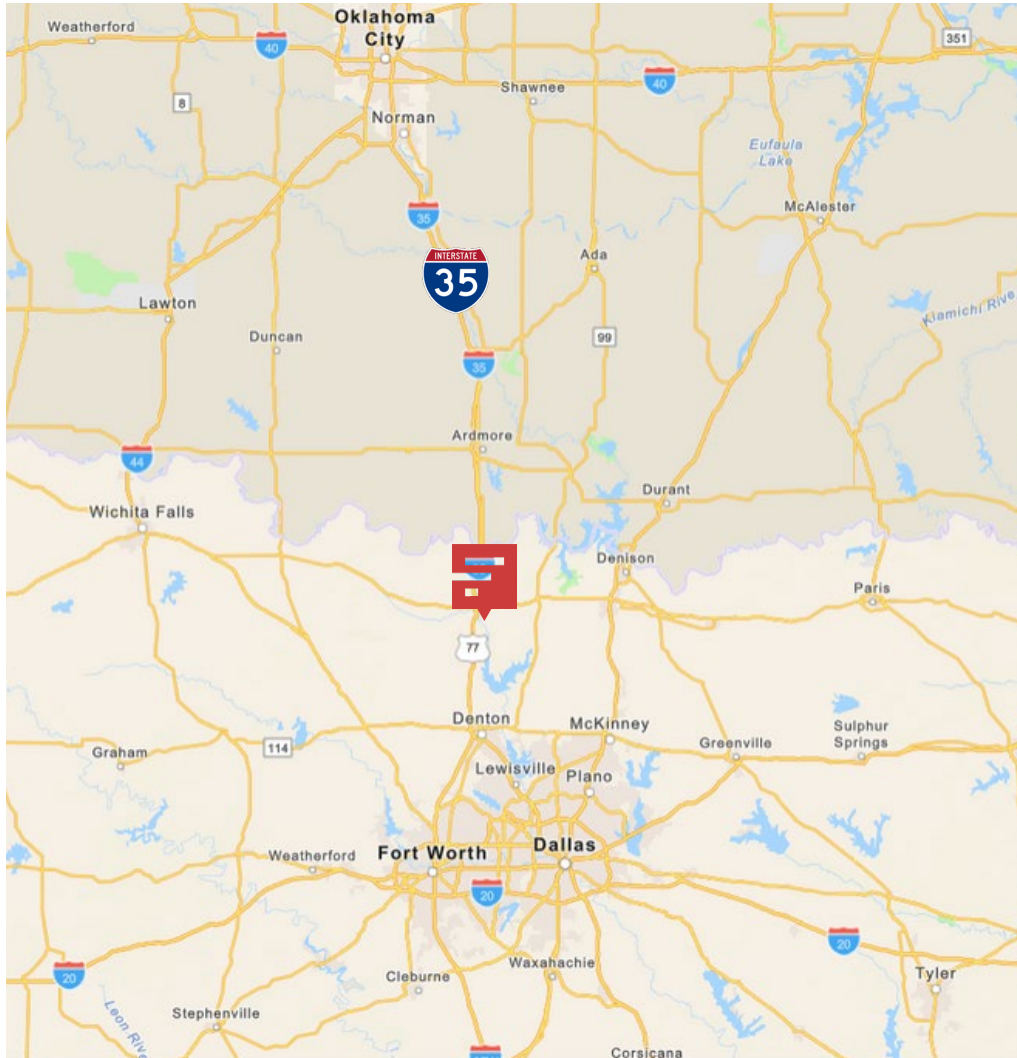 Oklahoma
City
Weatherford
40
351
40
Shawnee
8
Norman
Eufaula
Lake
McAlester
35
INTERSTATE
35
Ada
Lawton
Kiamichi River
Duncan
99
35
Ardmore
44
Durant
Wichita Falls
Denison
Paris
77
Denton
McKinney
Sulphur
Springs
114
Graham
Greenville
Lewisville
Plano
Weatherford
Fort Worth
Dallas
20
20
20
Waxahachie
Cleburne
Tyler
Stephenville
Leon River
Corsicana